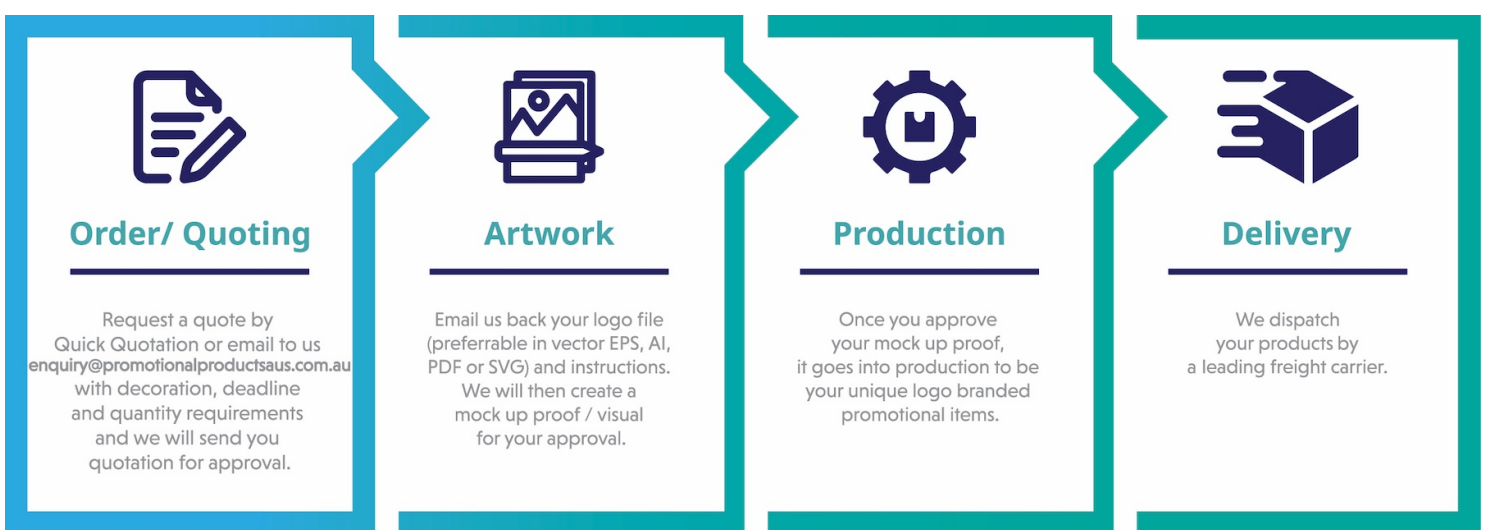 Order/ Quoting
Request a quote by
Quick Quotation or email to us
enquiry@promotionalproductsaus.com.au
with decoration, deadline
and quantity requirements
and we will send you
quotation for approval.
Artwork
Email us back your logo file
(preferrable in vector EPS, AI,
PDF or SVG) and instructions.
We will then create a
mock up proof / visual
for your approval.
Production
Once you approve
your mock up proof,
it goes into production to be
your unique logo branded
promotional items.
Delivery
We dispatch
your products by
a leading freight carrier.